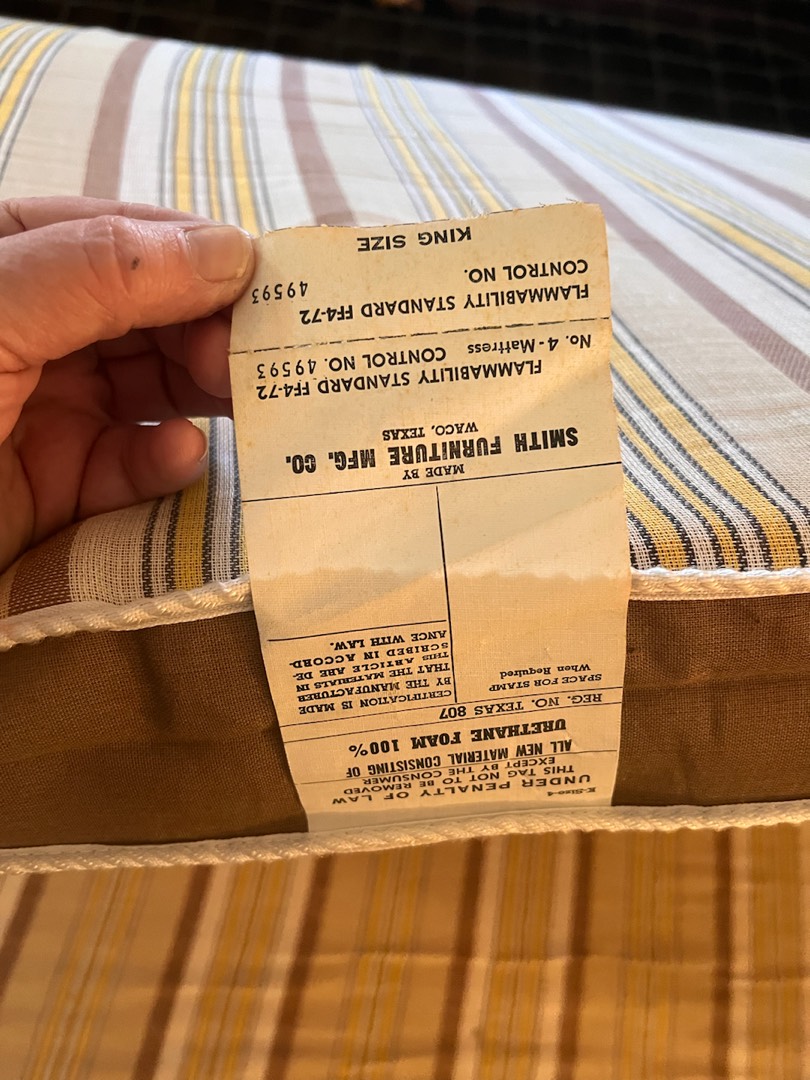 K-Size-4
UNDER PENALTY OF LAW
THIS TAG NOT TO BE REMOVED
EXCEPT BY THE CONSUMER
ALL NEW MATERIAL CONSISTING OF
URETHANE FOAM 100%
REG. NO. TEXAS 807
SPACE FOR STAMP
When Required
CERTIFICATION IS MADE
BY THE MANUFACTURER
THAT THE MATERIALS IN
THIS ARTICLE ARE DE-
SCRIBED IN ACCORD-
ANCE WITH LAW.
MADE BY
SMITH FURNITURE MFG. CO.
WACO, TEXAS
FLAMMABILITY STANDARD FF4-72
No. 4 - Mattress CONTROL NO. 49593
FLAMMABILITY STANDARD FF4-72
CONTROL NO. 49593
KING SIZE